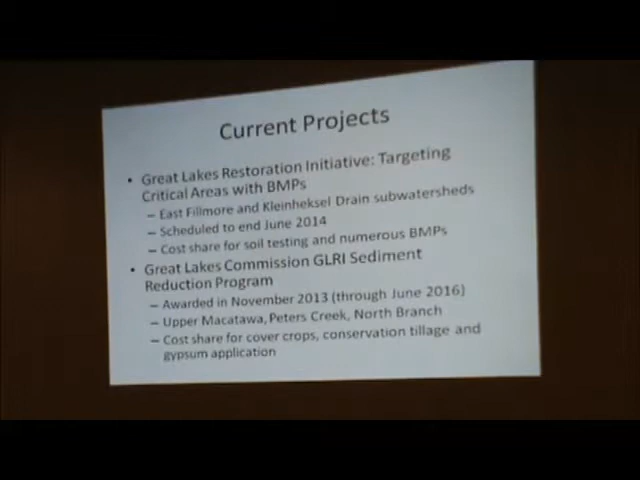 Current Projects
• Great Lakes Restoration Initiative: Targeting
Critical Areas with BMPs
– East Fillmore and Kleinheksel Drain subwatersheds
– Scheduled to end June 2014
– Cost share for soil testing and numerous BMPs
• Great Lakes Commission GLRI Sediment
Reduction Program
– Awarded in November 2013 (through June 2016)
– Upper Macatawa, Peters Creek, North Branch
– Cost share for cover crops, conservation tillage and
gypsum application